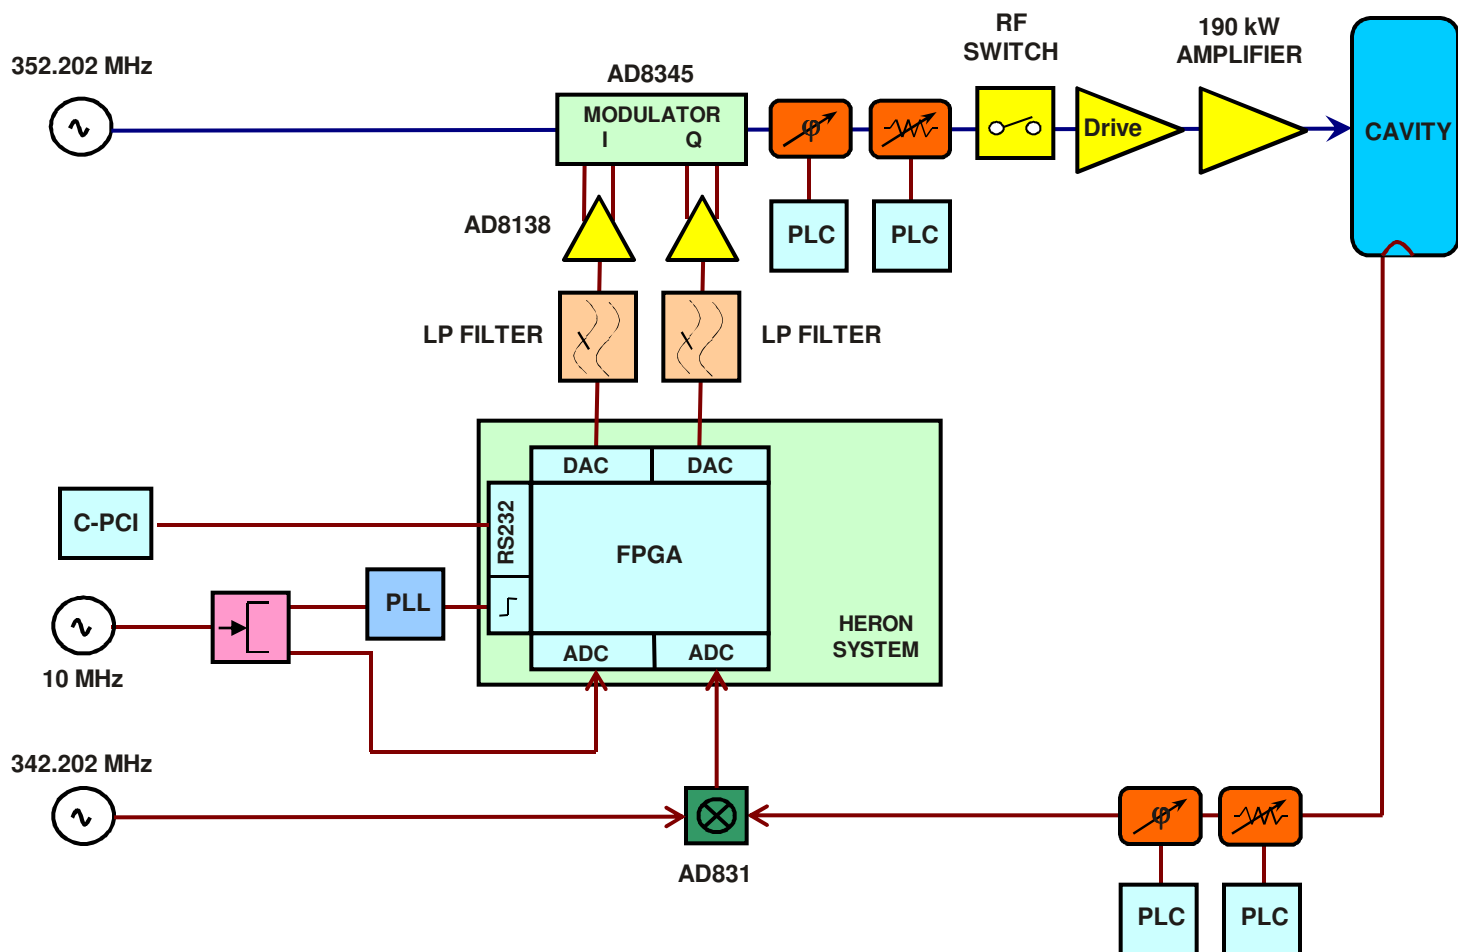 RF
SWITCH
190 kW
AMPLIFIER
352.202 MHz
AD8345
MODULATOR
I Q
φ
Drive
CAVITY
AD8138
PLC
PLC
LP FILTER
LP FILTER
DAC
DAC
C-PCI
RS232
FPGA
PLL
HERON
SYSTEM
10 MHz
ADC
ADC
342.202 MHz
φ
AD831
PLC
PLC